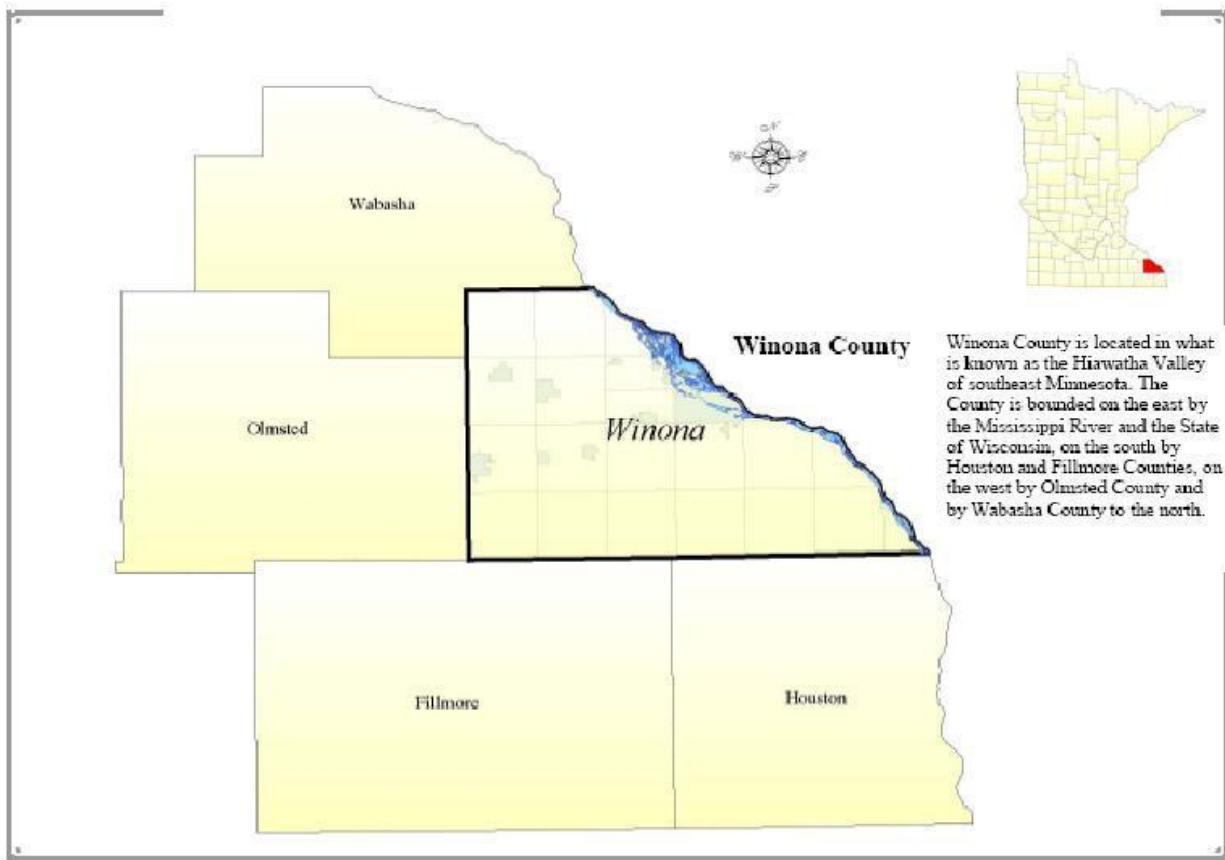 N
W
E
S
Wabasha
Winona County
Winona County is located in what
is known as the Hiawatha Valley
of southeast Minnesota. The
County is bounded on the east by
the Mississippi River and the State
of Wisconsin, on the south by
Houston and Fillmore Counties, on
the west by Olmsted County and
by Wabasha County to the north.
Olmsted
Winona
Fillmore
Houston